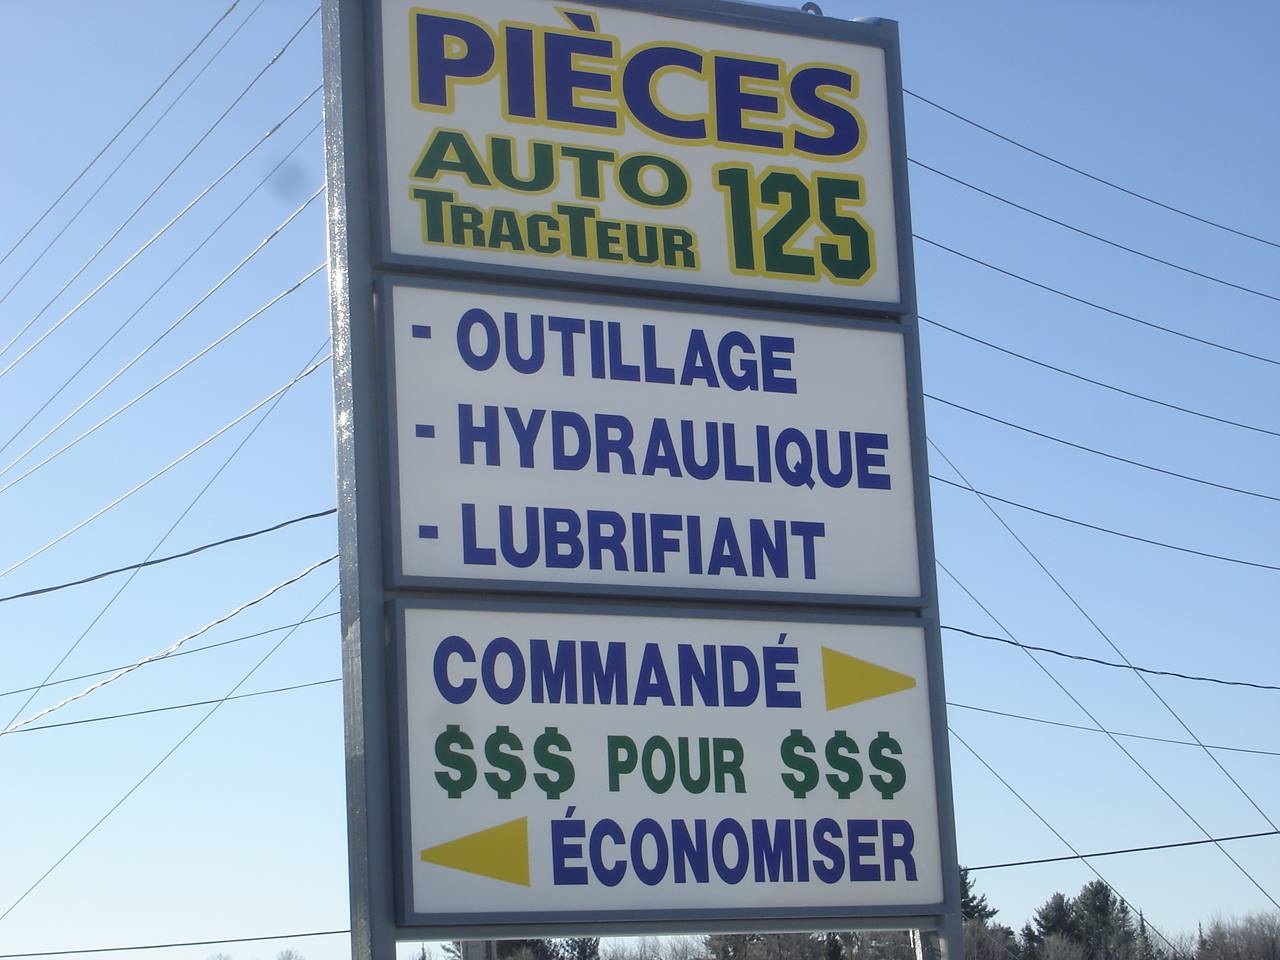 PIÈCES
AUTO
TRACTEUR 125
- OUTILLAGE
- HYDRAULIQUE
- LUBRIFIANT
COMMANDÉ
$$$ POUR $$$
ÉCONOMISER